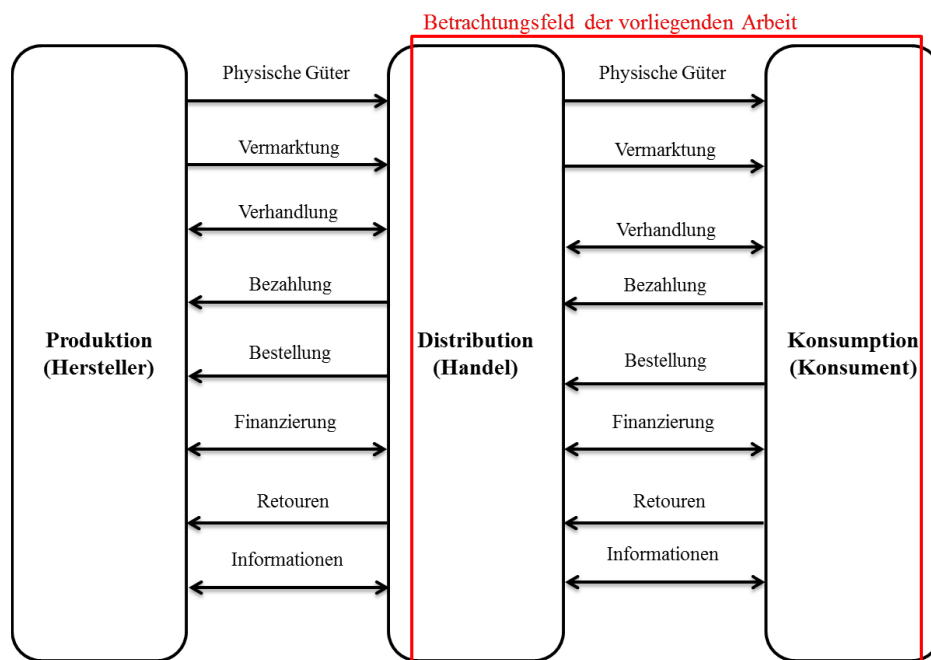 Betrachtungsfeld der vorliegenden Arbeit
Physische Güter
Physische Güter
Vermarktung
Vermarktung
Verhandlung
Verhandlung
Bezahlung
Bezahlung
Produktion
(Hersteller)
Distribution
(Handel)
Konsumption
(Konsument)
Bestellung
Bestellung
Finanzierung
Finanzierung
Retouren
Retouren
Informationen
Informationen